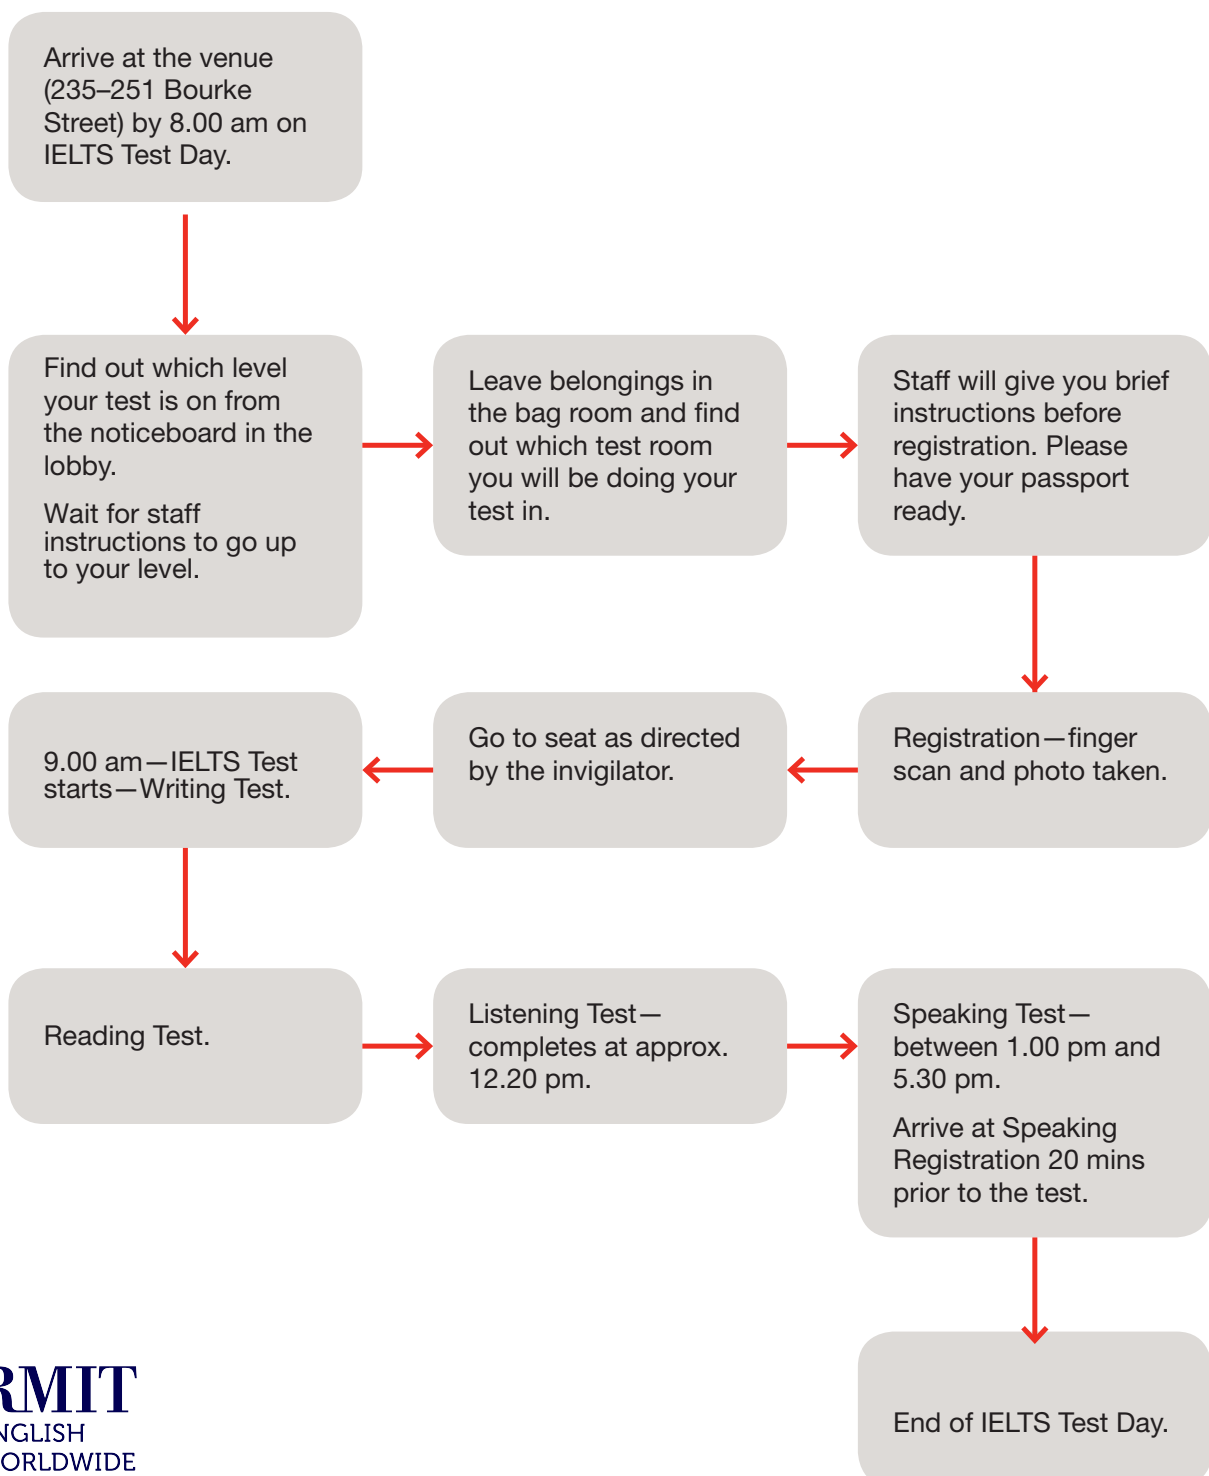 Arrive at the venue
(235–251 Bourke
Street) by 8.00 am on
IELTS Test Day.
Find out which level
your test is on from
the noticeboard in the
lobby.
Wait for staff
instructions to go up
to your level.
Leave belongings in
the bag room and find
out which test room
you will be doing your
test in.
Staff will give you brief
instructions before
registration. Please
have your passport
ready.
Registration—finger
scan and photo taken.
Go to seat as directed
by the invigilator.
9.00 am—IELTS Test
starts—Writing Test.
Reading Test.
Listening Test—
completes at approx.
12.20 pm.
Speaking Test—
between 1.00 pm and
5.30 pm.
Arrive at Speaking
Registration 20 mins
prior to the test.
End of IELTS Test Day.
RMIT
NGLISH
ORLDWIDE